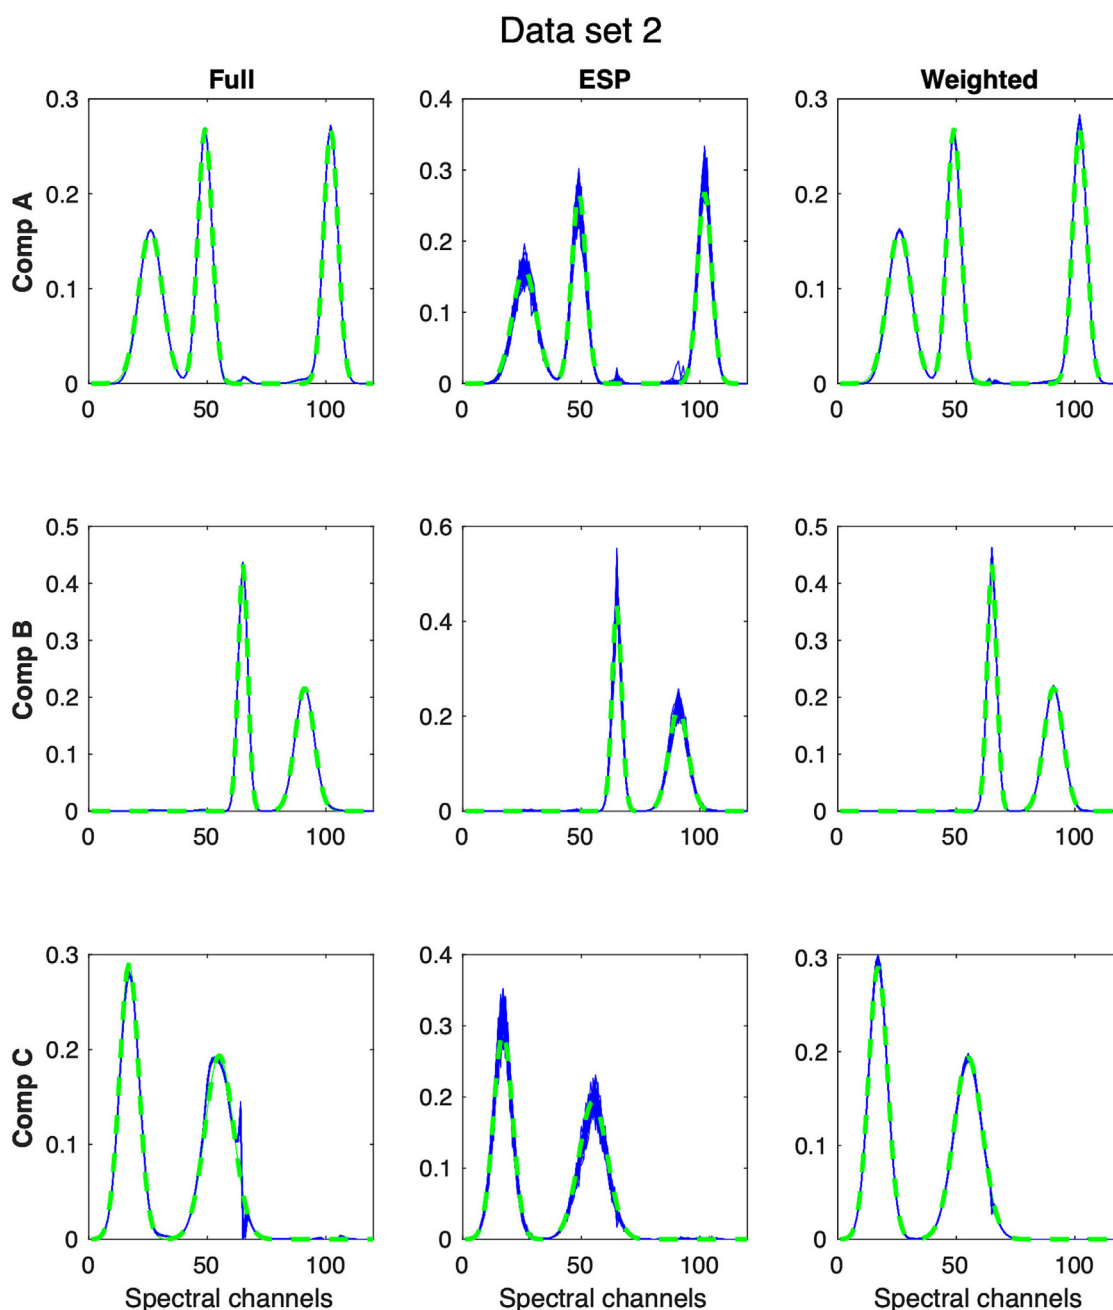 Data set 2
Full ESP Weighted
Comp A
0.3 0.4 0.3
0.2 0.3 0.2
0.2
0.1 0.1 0.1
0 0 0
0 50 100 0 50 100 0 50 100
Comp B
0.5 0.6 0.5
0.4 0.4 0.4
0.3 0.3
0.2 0.2 0.2
0.1 0.1
0 0 0
0 50 100 0 50 100 0 50 100
Comp C
0.3 0.4 0.3
0.2 0.3 0.2
0.2
0.1 0.1 0.1
0 0 0
0 50 100 0 50 100 0 50 100
Spectral channels Spectral channels Spectral channels